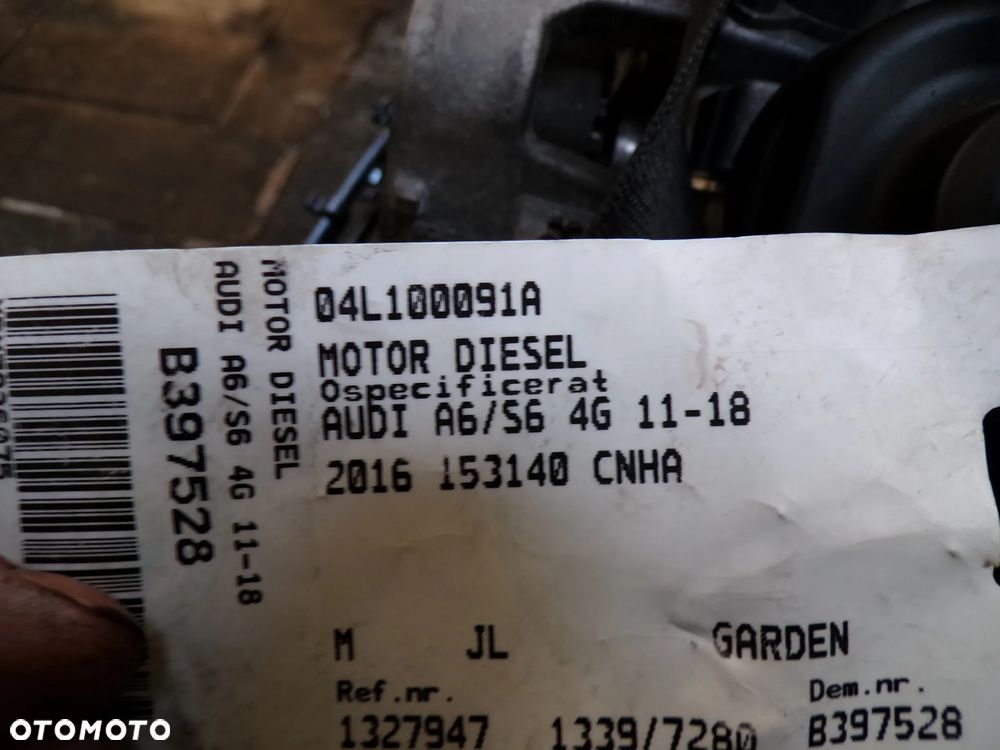 04L100091A
MOTOR DIESEL
Ospecificerat
AUDI A6/S6 4G 11-18
2016 153140 CNHA
M JL GARDEN
Ref.nr. Dem.nr.
1327947 1339/7280 B397528
MOTOR DIESEL
AUDI A6/S6 4G 11-18
B397528
OTOMOTO